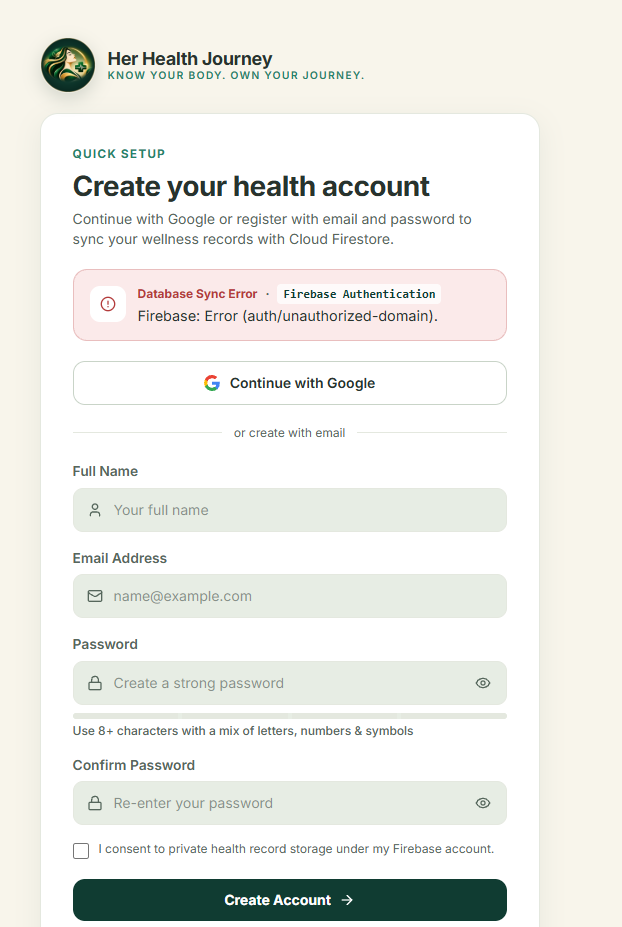 Her Health Journey
KNOW YOUR BODY. OWN YOUR JOURNEY.
QUICK SETUP
Create your health account
Continue with Google or register with email and password to
sync your wellness records with Cloud Firestore.
Database Sync Error · Firebase Authentication
Firebase: Error (auth/unauthorized-domain).
Continue with Google
or create with email
Full Name
Your full name
Email Address
name@example.com
Password
Create a strong password
Use 8+ characters with a mix of letters, numbers & symbols
Confirm Password
Re-enter your password
I consent to private health record storage under my Firebase account.
Create Account →